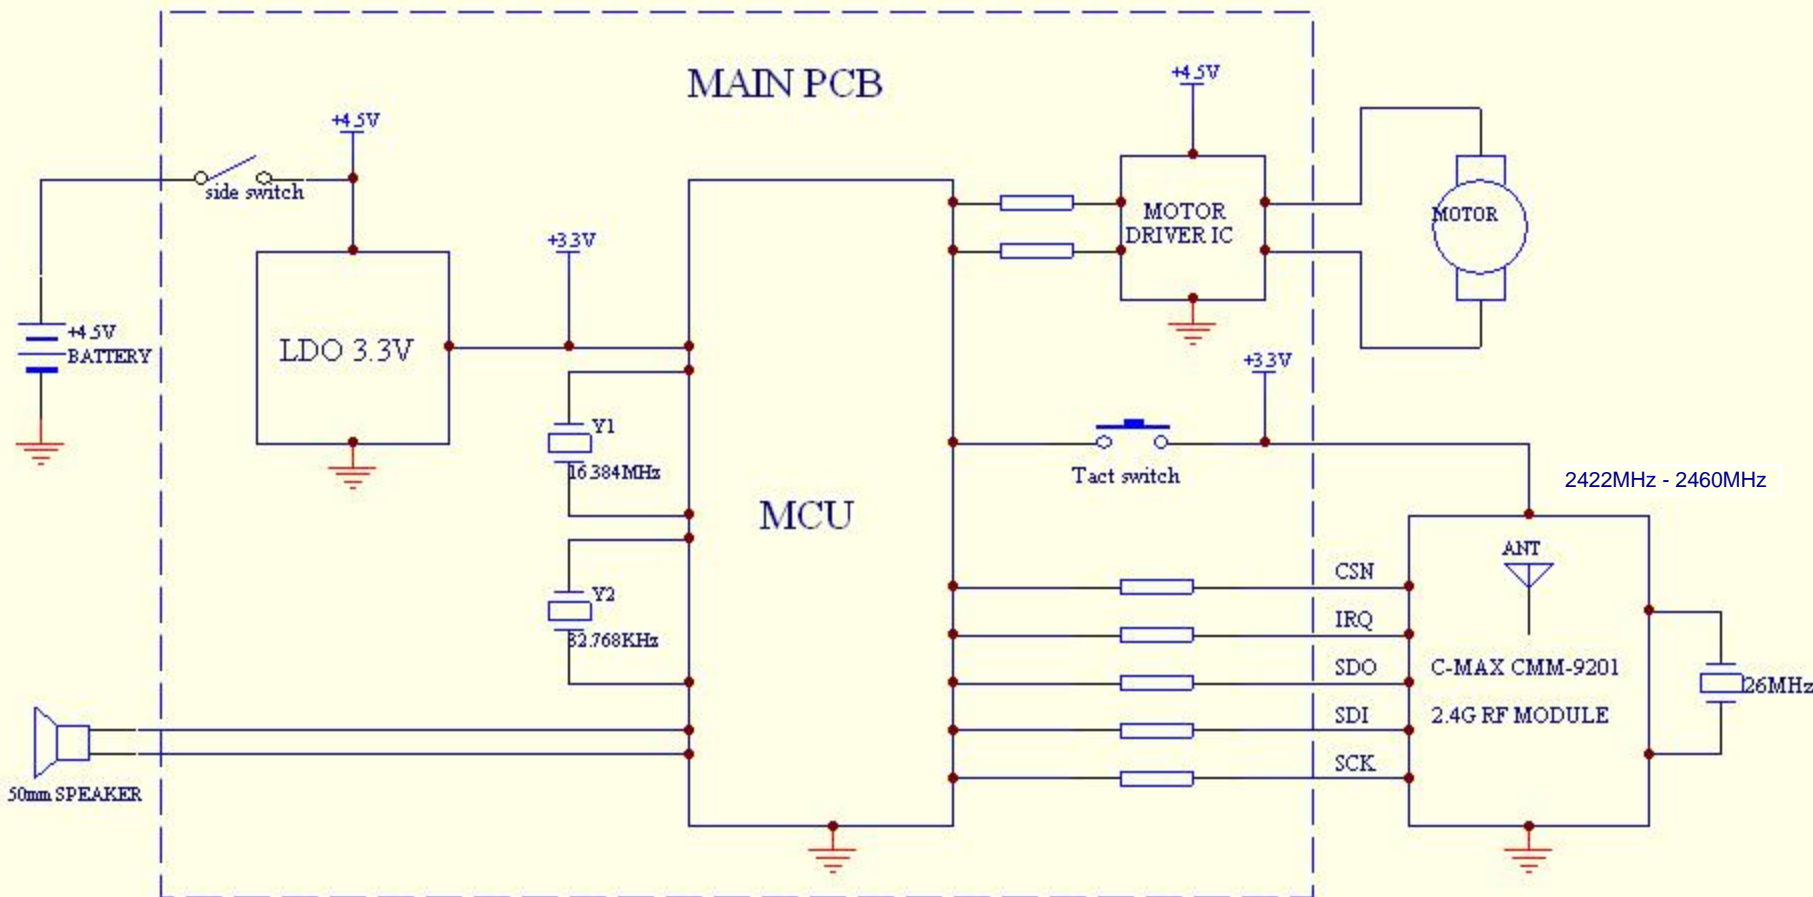 MAIN PCB
+4.5V
+4.5V
side switch
MOTOR
DRIVER IC
MOTOR
+3.3V
+4.5V
BATTERY
LDO 3.3V
+3.3V
Y1
16.384MHz
Tact switch
2422MHz - 2460MHz
MCU
ANT
CSN
Y2
32.768KHz
IRQ
SDO
C-MAX CMM-9201
26MHz
SDI
2.4G RF MODULE
SCK
50mm SPEAKER